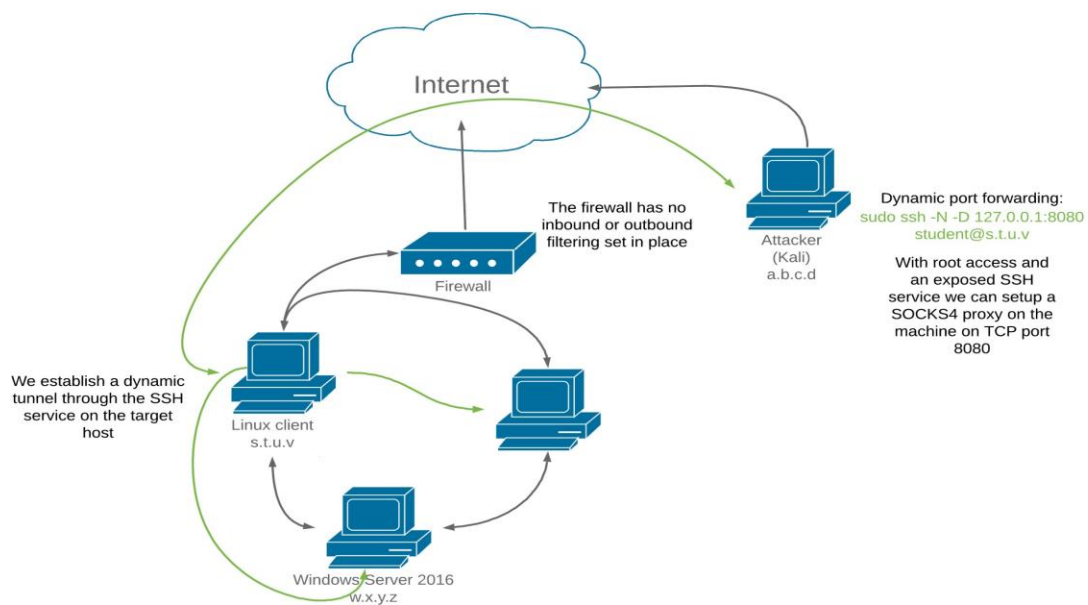 Internet
The firewall has no
inbound or outbound
filtering set in place
Firewall
Attacker
(Kali)
a.b.c.d
Dynamic port forwarding:
sudo ssh -N -D 127.0.0.1:8080
student@s.t.u.v
With root access and
an exposed SSH
service we can setup a
SOCKS4 proxy on the
machine on TCP port
8080
We establish a dynamic
tunnel through the SSH
service on the target
host
Linux client
s.t.u.v
Windows Server 2016
w.x.y.z